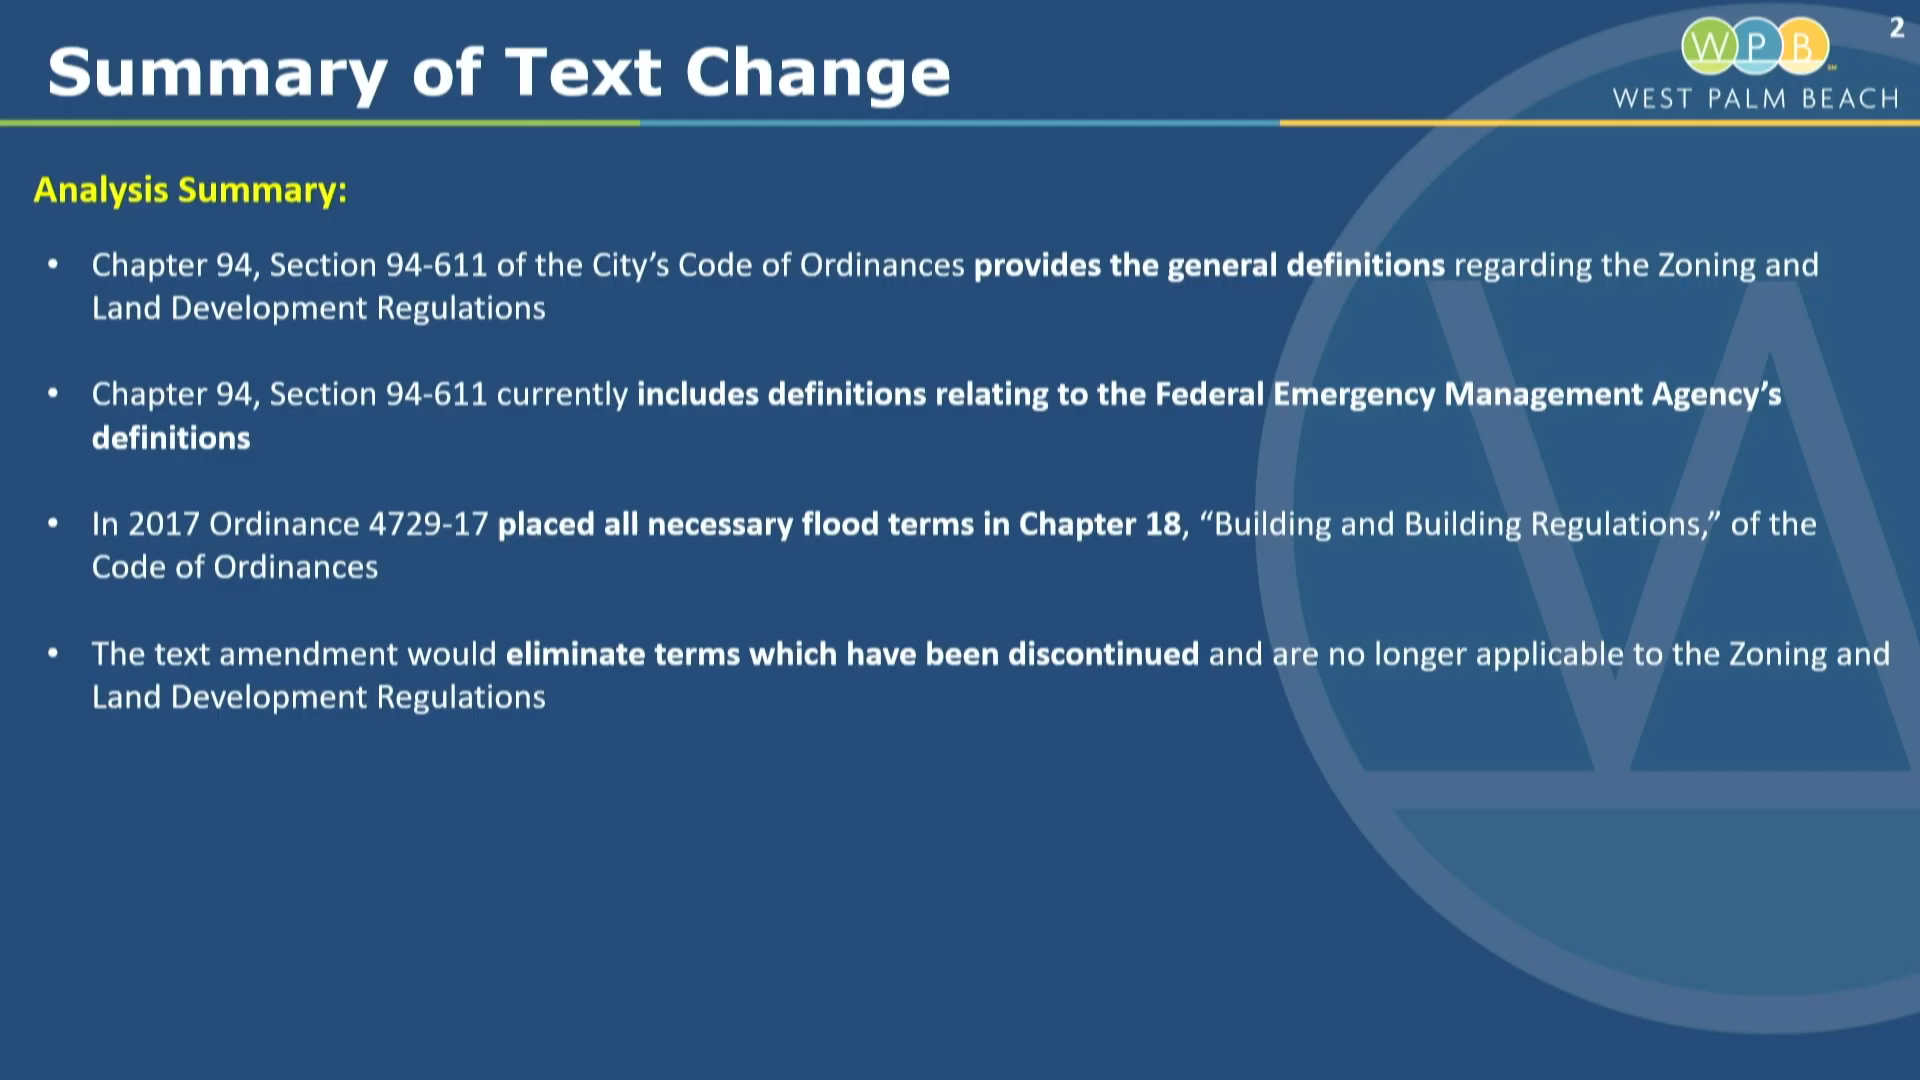 2
Summary of Text Change
WPB
SM
WEST PALM BEACH
Analysis Summary:
• Chapter 94, Section 94-611 of the City’s Code of Ordinances provides the general definitions regarding the Zoning and
Land Development Regulations
• Chapter 94, Section 94-611 currently includes definitions relating to the Federal Emergency Management Agency’s
definitions
• In 2017 Ordinance 4729-17 placed all necessary flood terms in Chapter 18, “Building and Building Regulations,” of the
Code of Ordinances
• The text amendment would eliminate terms which have been discontinued and are no longer applicable to the Zoning and
Land Development Regulations